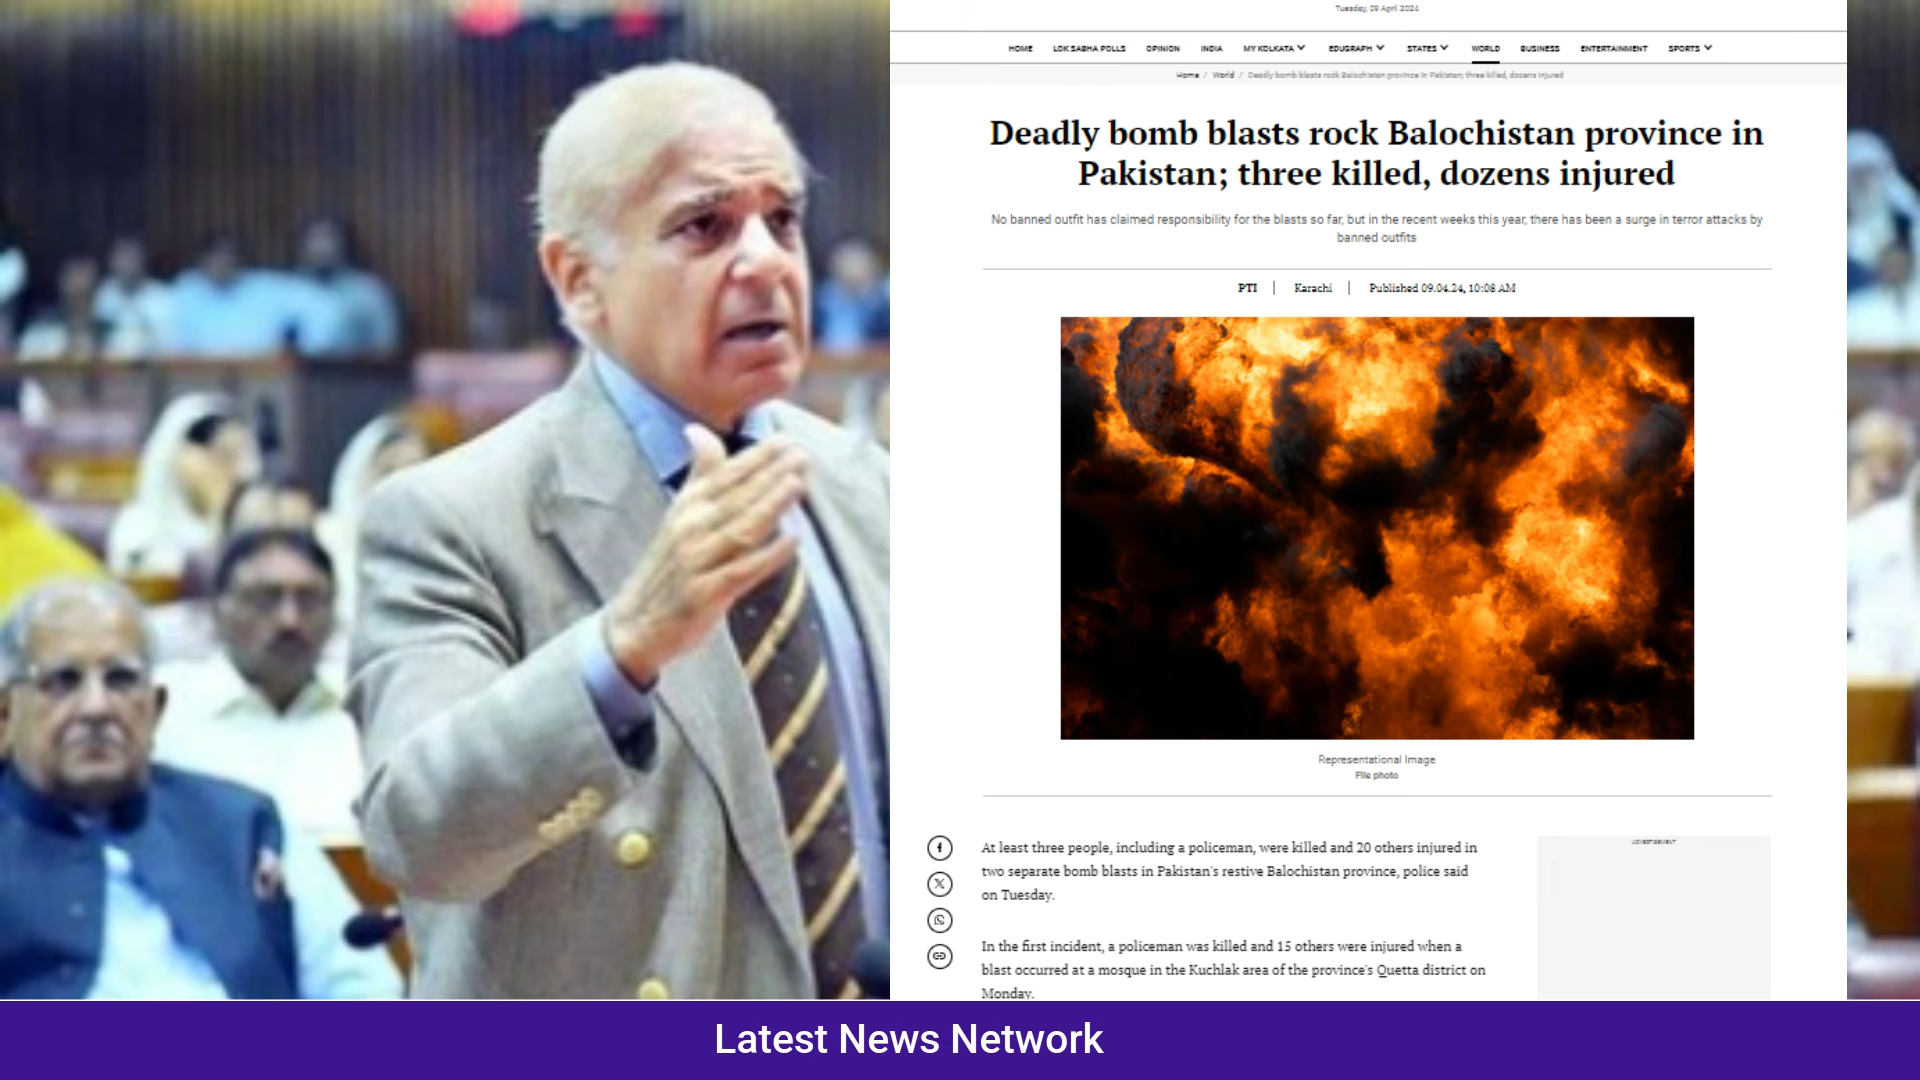 Tuesday, 09 April 2024
HOME LOK SABHA POLLS OPINION INDIA MY KOLKATA EDUGRAPH STATES WORLD BUSINESS ENTERTAINMENT SPORTS
Home / World / Deadly bomb blasts rock Balochistan province in Pakistan; three killed, dozens injured
Deadly bomb blasts rock Balochistan province in
Pakistan; three killed, dozens injured
No banned outfit has claimed responsibility for the blasts so far, but in the recent weeks this year, there has been a surge in terror attacks by
banned outfits
PTI | Karachi | Published 09.04.24, 10:08 AM
Representational Image
File photo
ADVERTISEMENT
At least three people, including a policeman, were killed and 20 others injured in
two separate bomb blasts in Pakistan's restive Balochistan province, police said
on Tuesday.
In the first incident, a policeman was killed and 15 others were injured when a
blast occurred at a mosque in the Kuchlak area of the province's Quetta district on
Monday.
Latest News Network